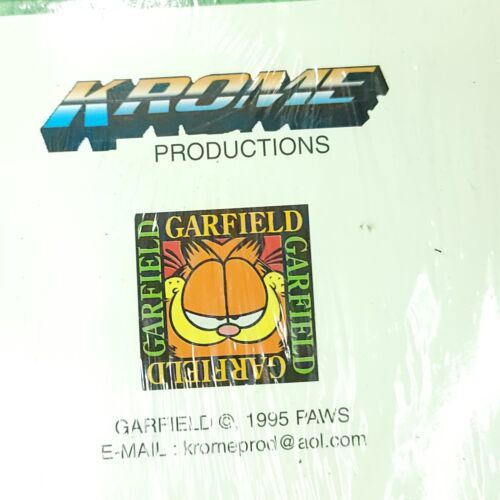 KROME
PRODUCTIONS
GARFIELD
GARFIELD
GARFIELD
GARFIELD
GARFIELD ©, 1995 PAWS
E-MAIL : kromeprod@aol.com